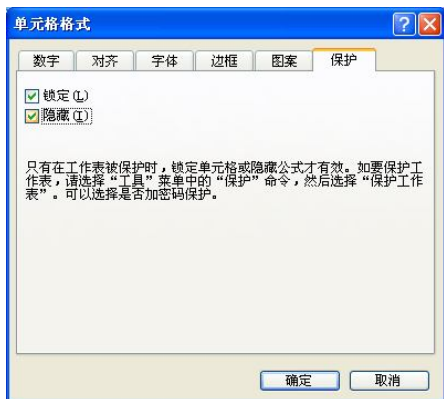 单元格格式
数字 对齐 字体 边框 图案 保护
锁定(L)
隐藏(I)
只有在工作表被保护时，锁定单元格或隐藏公式才有效。如要保护工
作表，请选择“工具”菜单中的“保护”命令，然后选择“保护工作
表”。可以选择是否加密码保护。
确定 取消